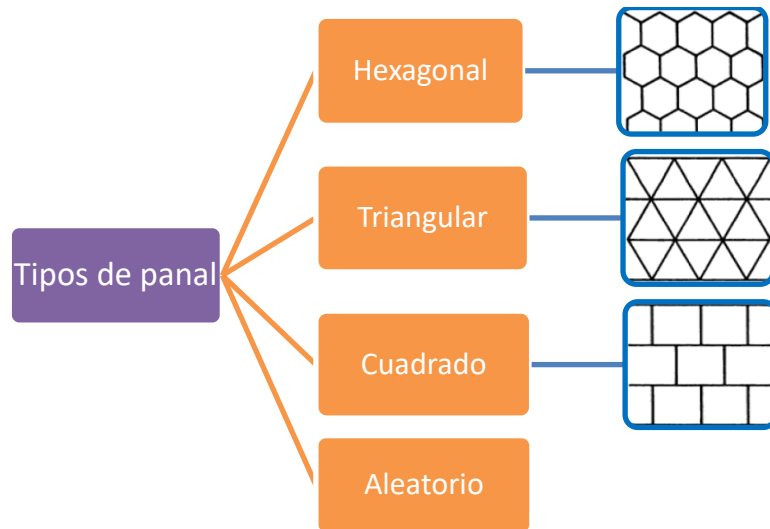 Tipos de panal
Hexagonal
Triangular
Cuadrado
Aleatorio